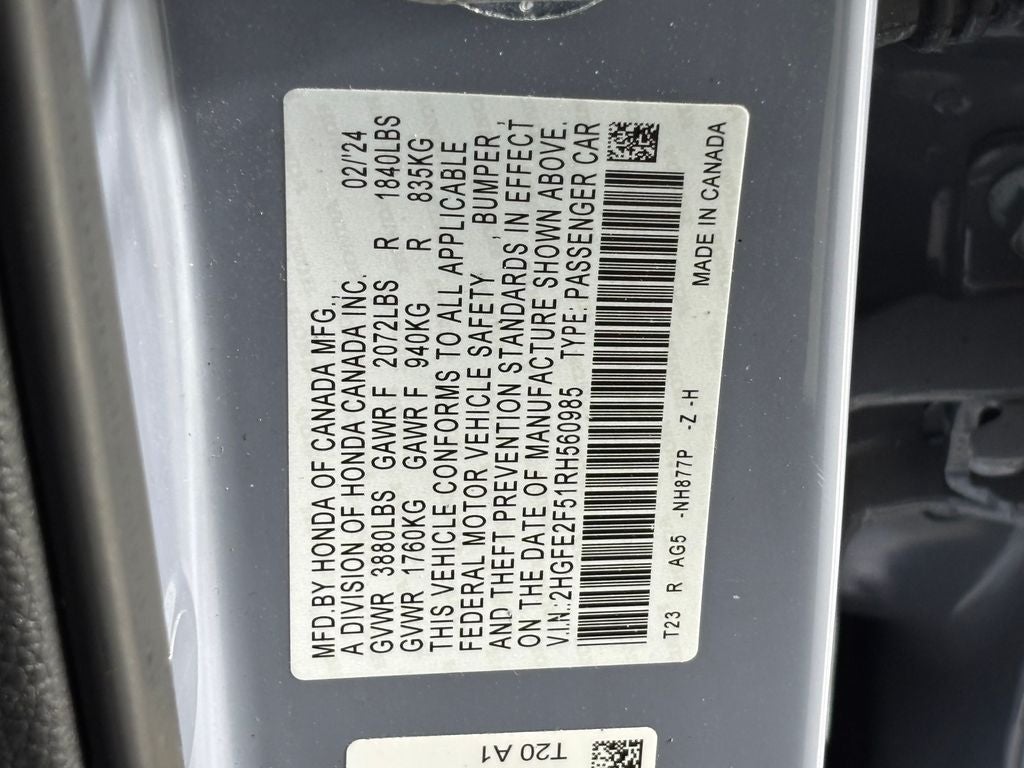 MFD.BY HONDA OF CANADA MFG.,
A DIVISION OF HONDA CANADA INC. 02/'24
GVWR 3880LBS GAWR F 2072LBS R 1840LBS
GVWR 1760KG GAWR F 940KG R 835KG
THIS VEHICLE CONFORMS TO ALL APPLICABLE
FEDERAL MOTOR VEHICLE SAFETY, BUMPER,
AND THEFT PREVENTION STANDARDS IN EFFECT
ON THE DATE OF MANUFACTURE SHOWN ABOVE.
V.I.N.:2HGFE2F51RH560985 TYPE: PASSENGER CAR
T23 R AG5 -NH877P -Z -H
MADE IN CANADA
T20 A1